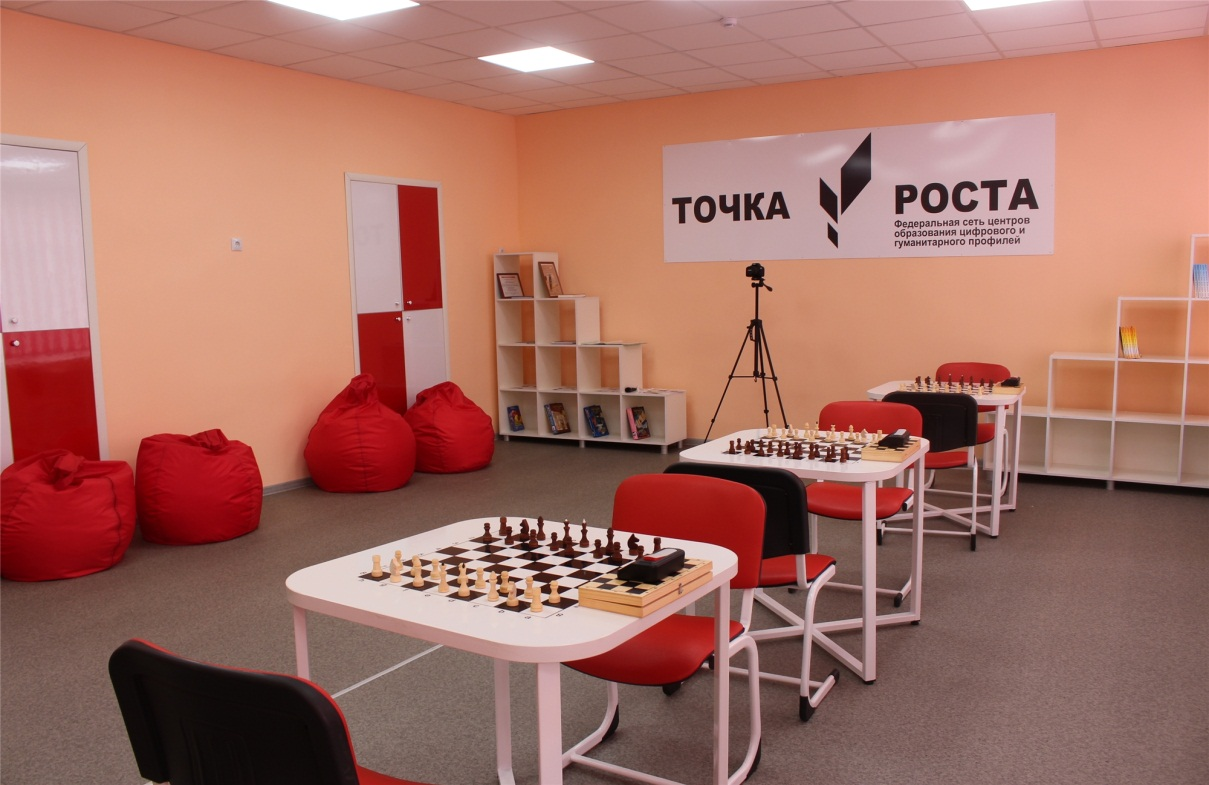 ТОЧКА РОСТА
Федеральная сеть центров
образования цифрового и
гуманитарного профилей